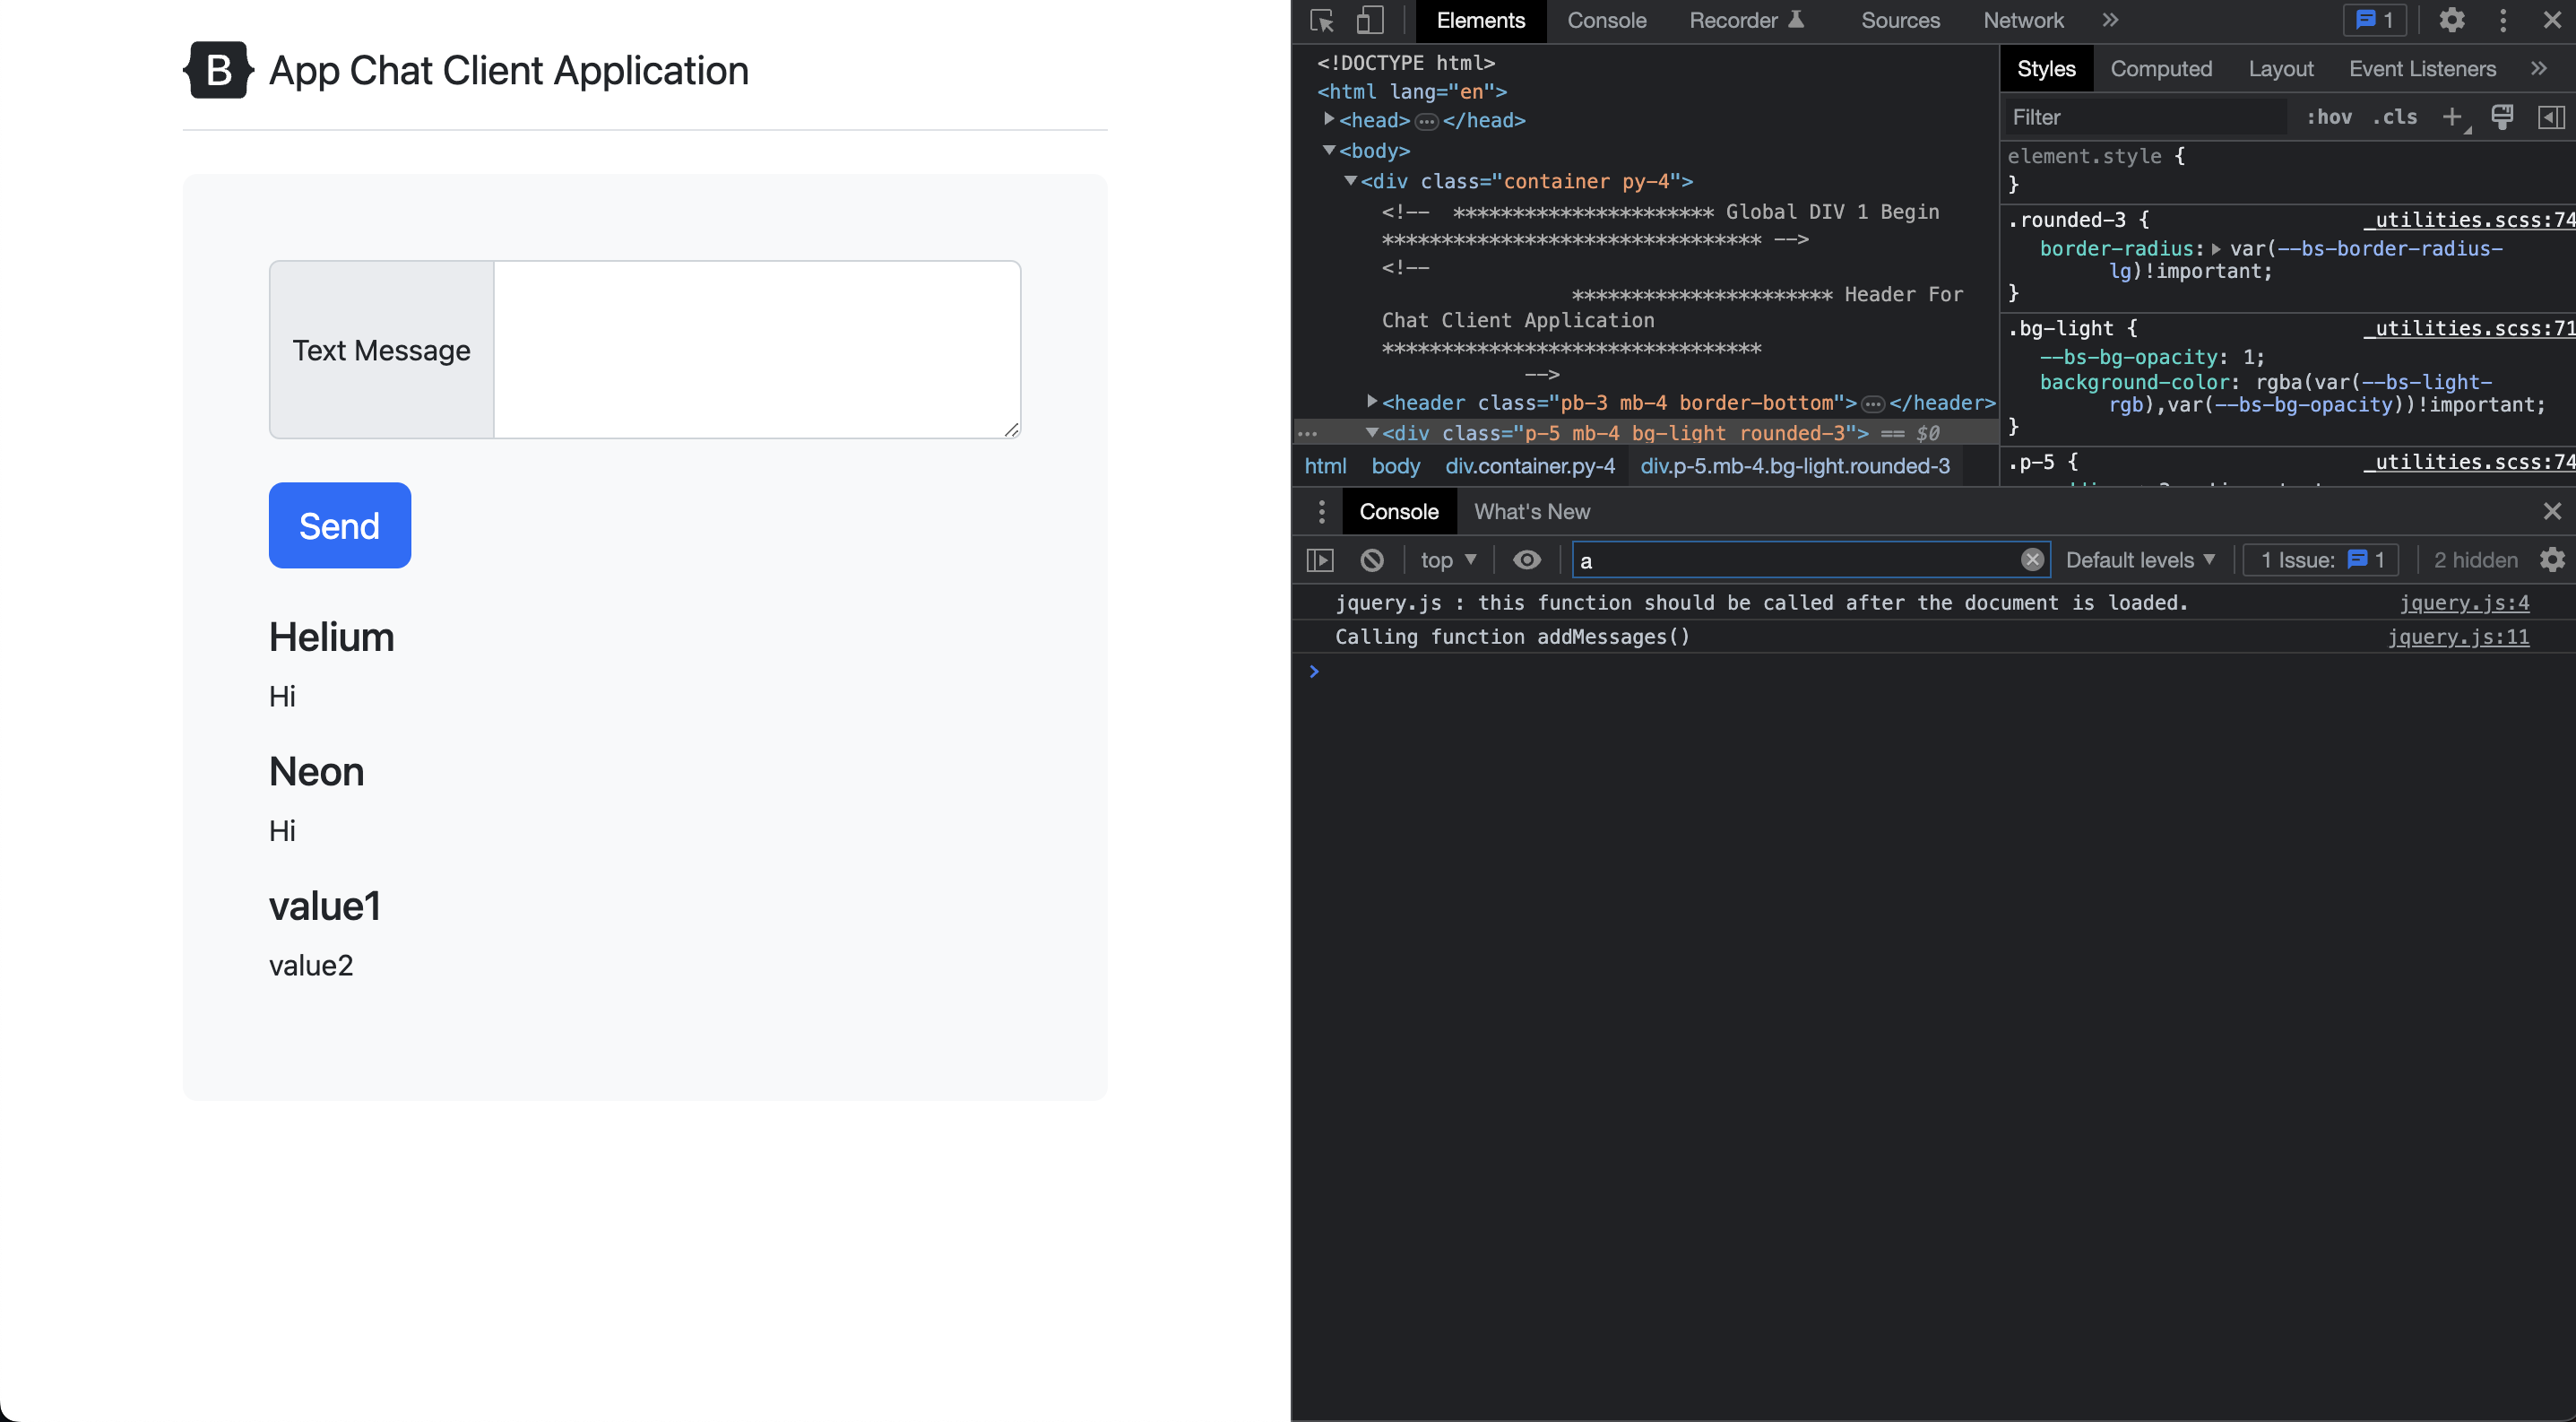 B App Chat Client Application
Text Message
Send
Helium
Hi
Neon
Hi
value1
value2
Elements Console Recorder Sources Network 1
<!DOCTYPE html>
<html lang="en">
<head> … </head>
<body>
<div class="container py-4">
<!-- ********************** Global DIV 1 Begin
******************************** -->
<!--
********************** Header For
Chat Client Application
********************************
-->
<header class="pb-3 mb-4 border-bottom"> … </header>
<div class="p-5 mb-4 bg-light rounded-3"> == $0
html body div.container.py-4 div.p-5.mb-4.bg-light.rounded-3
Styles Computed Layout Event Listeners
Filter :hov .cls
element.style {
}
.rounded-3 { _utilities.scss:74
border-radius: var(--bs-border-radius-
lg)!important;
}
.bg-light { _utilities.scss:71
--bs-bg-opacity: 1;
background-color: rgba(var(--bs-light-
rgb),var(--bs-bg-opacity))!important;
}
.p-5 { _utilities.scss:74
Console What's New
top a Default levels 1 Issue: 1 2 hidden
jquery.js : this function should be called after the document is loaded. jquery.js:4
Calling function addMessages() jquery.js:11